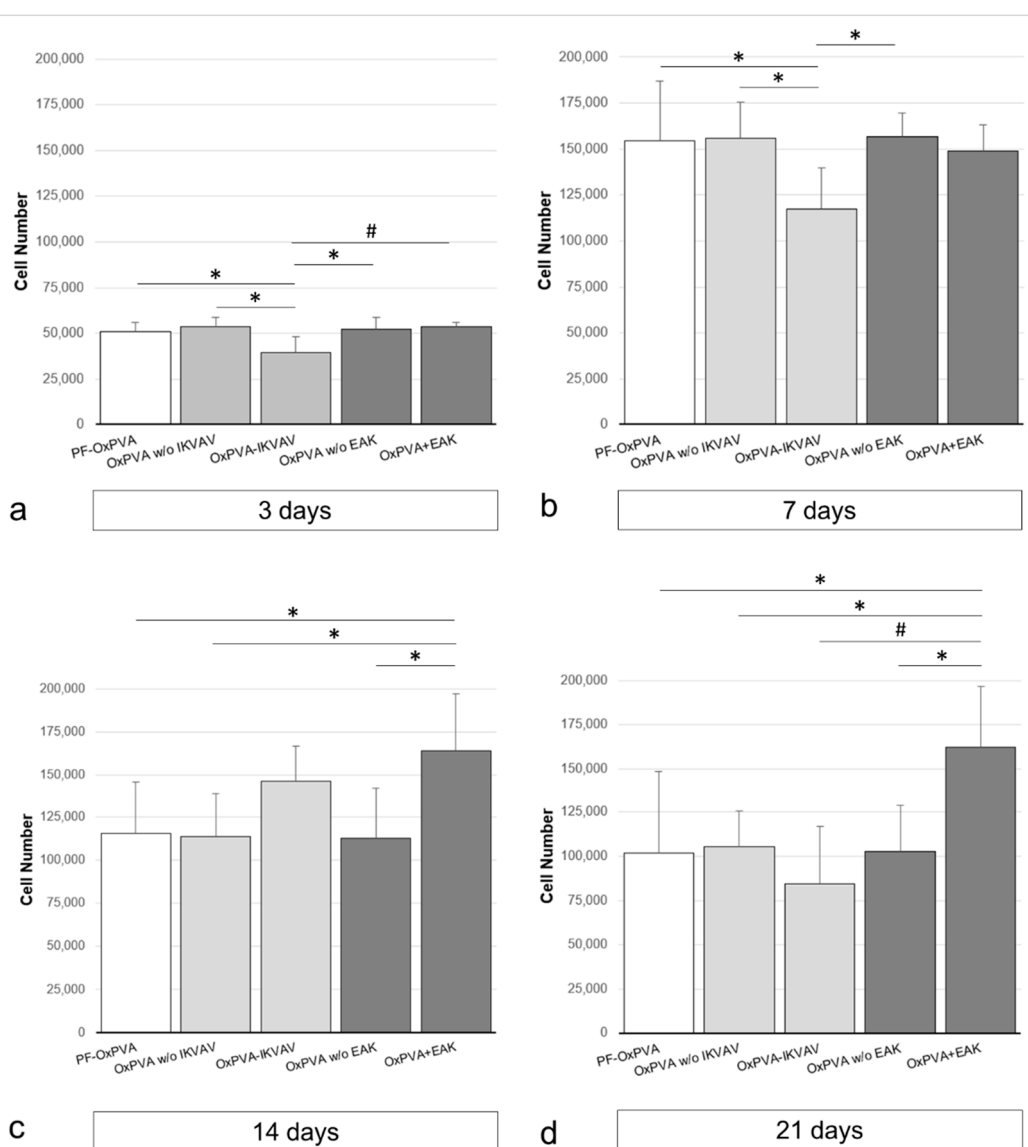 200,000
175,000
150,000
125,000
100,000
75,000
50,000
25,000
0
Cell Number
#
*
*
*
PF-OxPVA
OxPVA w/o IKVAV
OxPVA-IKVAV
OxPVA w/o EAK
OxPVA+EAK
a
3 days
*
*
*
200,000
175,000
150,000
125,000
100,000
75,000
50,000
25,000
0
Cell Number
PF-OxPVA
OxPVA w/o IKVAV
OxPVA-IKVAV
OxPVA w/o EAK
OxPVA+EAK
b
7 days
*
*
*
200,000
175,000
150,000
125,000
100,000
75,000
50,000
25,000
0
Cell Number
PF-OxPVA
OxPVA w/o IKVAV
OxPVA-IKVAV
OxPVA w/o EAK
OxPVA+EAK
c
14 days
*
*
#
*
200,000
175,000
150,000
125,000
100,000
75,000
50,000
25,000
0
Cell Number
PF-OxPVA
OxPVA w/o IKVAV
OxPVA-IKVAV
OxPVA w/o EAK
OxPVA+EAK
d
21 days